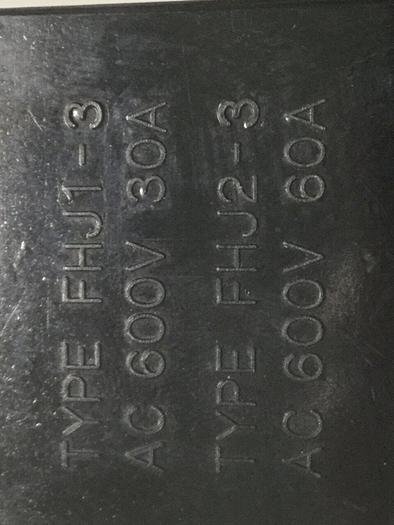 TYPE FHJ1-3
AC 600V 30A
TYPE FHJ2-3
AC 600V 60A